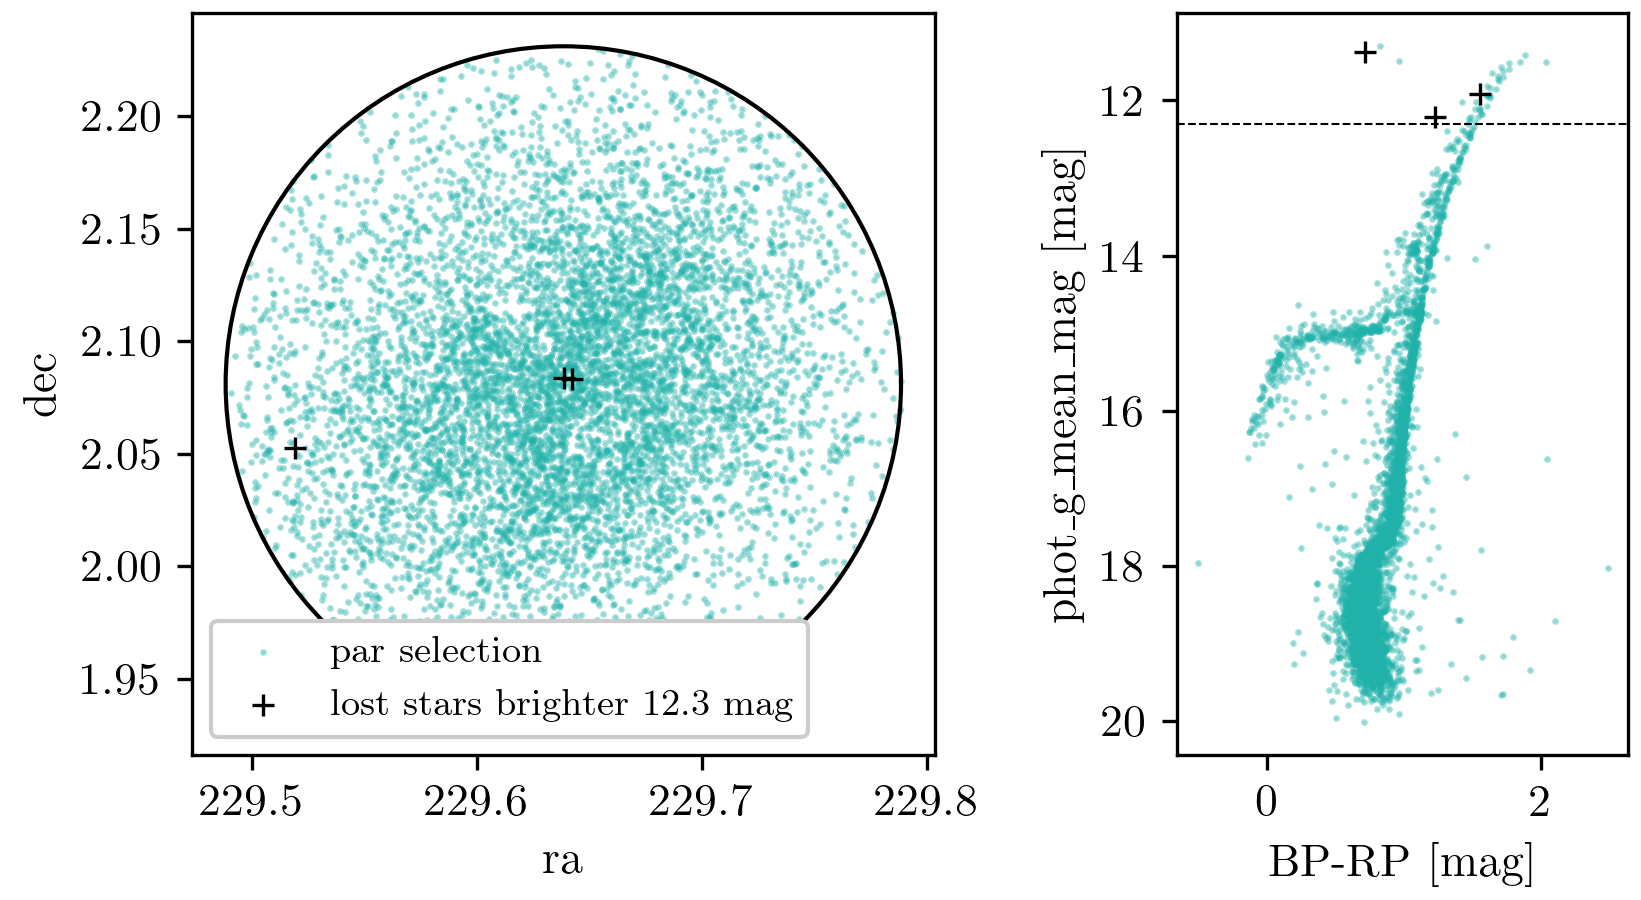 2.20
2.15
2.10
2.05
2.00
1.95
dec
229.5 229.6 229.7 229.8
ra
par selection
lost stars brighter 12.3 mag
12
14
16
18
20
phot_g_mean_mag [mag]
0 2
BP-RP [mag]